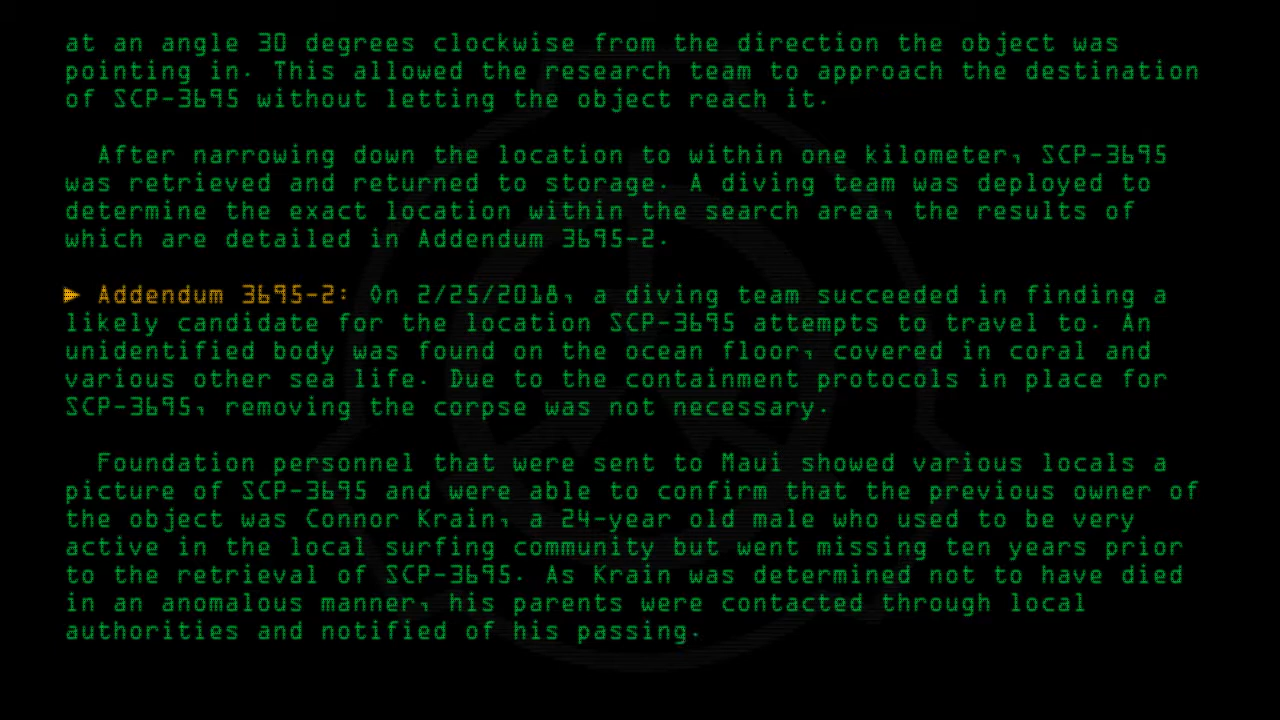 at an angle 30 degrees clockwise from the direction the object was
pointing in. This allowed the research team to approach the destination
of SCP-3695 without letting the object reach it.
After narrowing down the location to within one kilometer, SCP-3695
was retrieved and returned to storage. A diving team was deployed to
determine the exact location within the search area, the results of
which are detailed in Addendum 3695-2.
► Addendum 3695-2: On 2/25/2018, a diving team succeeded in finding a
likely candidate for the location SCP-3695 attempts to travel to. An
unidentified body was found on the ocean floor, covered in coral and
various other sea life. Due to the containment protocols in place for
SCP-3695, removing the corpse was not necessary.
Foundation personnel that were sent to Maui showed various locals a
picture of SCP-3695 and were able to confirm that the previous owner of
the object was Connor Krain, a 24-year old male who used to be very
active in the local surfing community but went missing ten years prior
to the retrieval of SCP-3695. As Krain was determined not to have died
in an anomalous manner, his parents were contacted through local
authorities and notified of his passing.